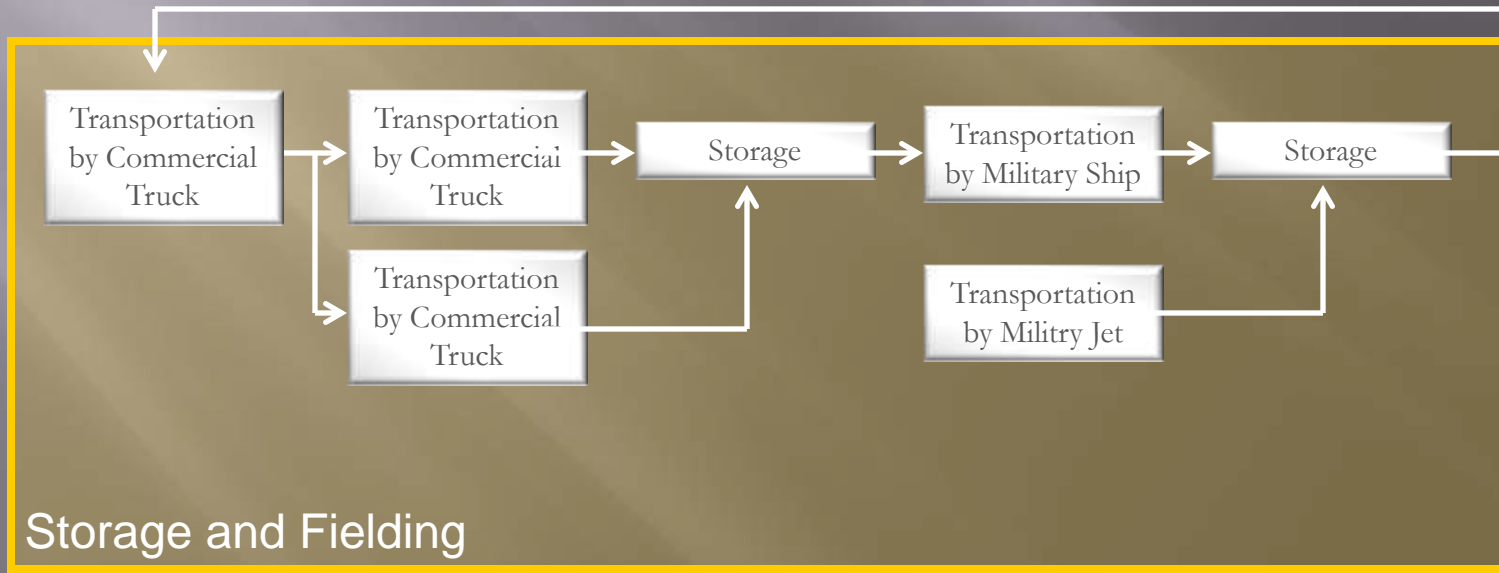 Transportation
by Commercial
Truck
Transportation
by Commercial
Truck
Storage
Transportation
by Military Ship
Storage
Transportation
by Commercial
Truck
Transportation
by Militry Jet
Storage and Fielding